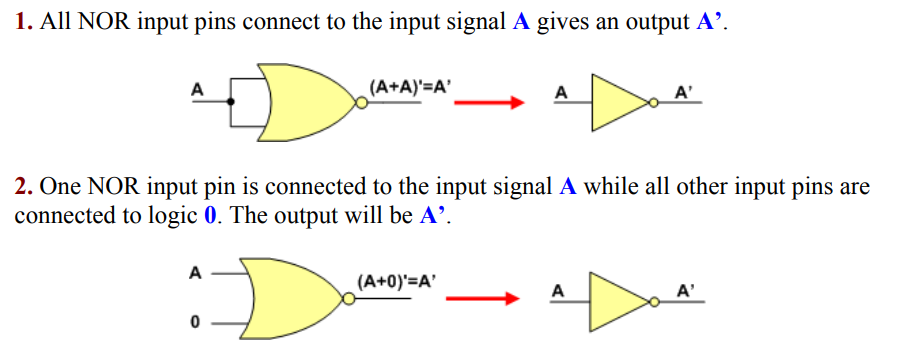 1. All NOR input pins connect to the input signal A gives an output A’.
A
(A+A)'=A'
A
A'
2. One NOR input pin is connected to the input signal A while all other input pins are
connected to logic 0. The output will be A’.
A
(A+0)'=A'
A
A'
0